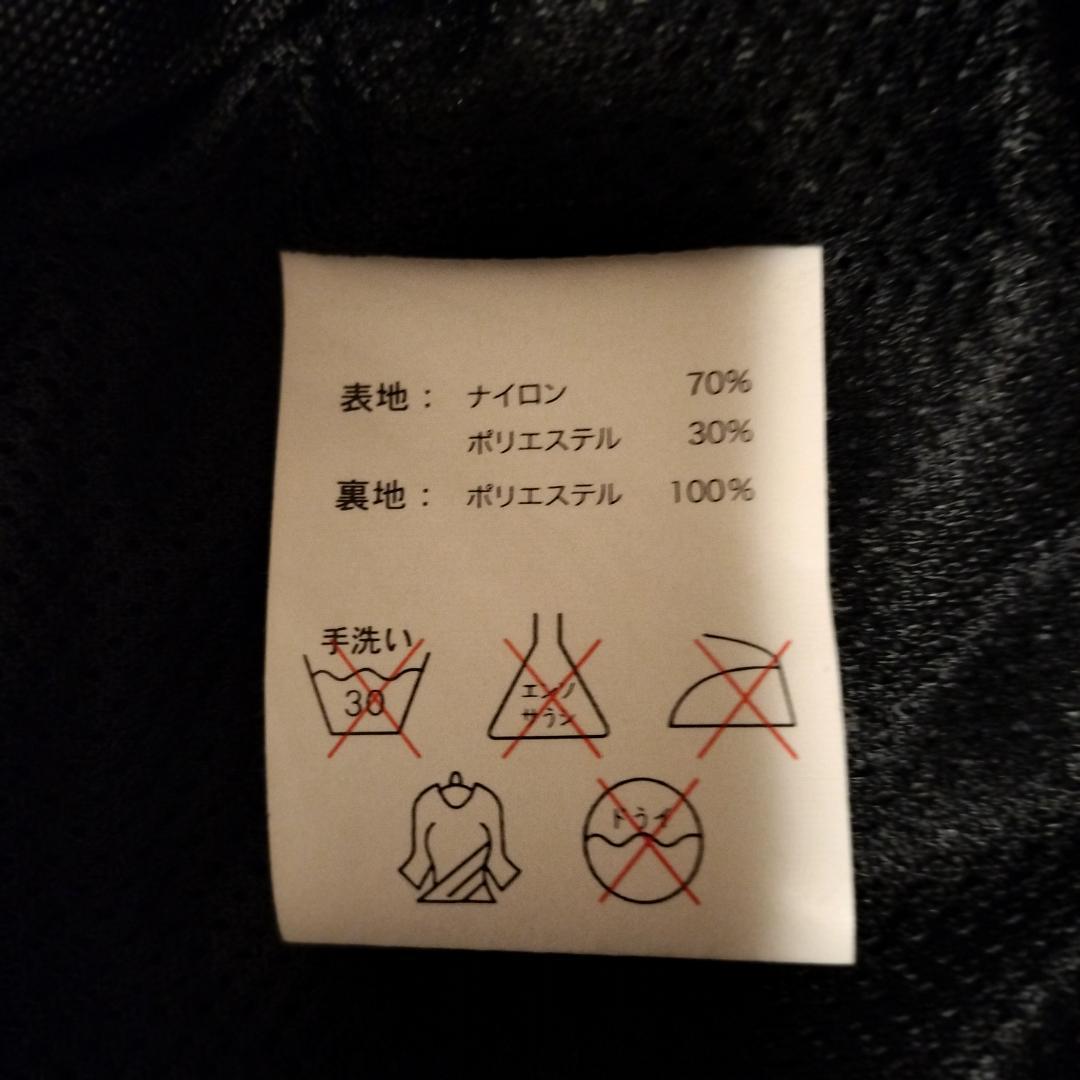 表地： ナイロン 70%
ポリエステル 30%
裏地： ポリエステル 100%
手洗い
30
エンソ
サラン
ドライ